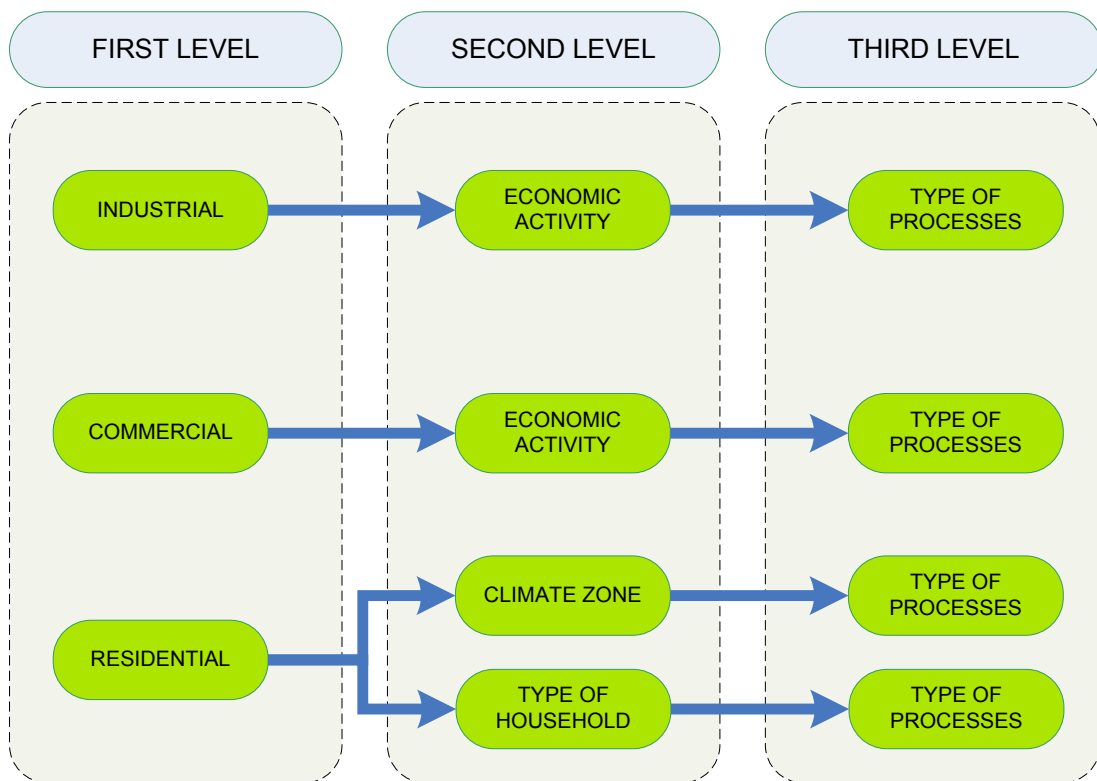 FIRST LEVEL
SECOND LEVEL
THIRD LEVEL
INDUSTRIAL
ECONOMIC
ACTIVITY
TYPE OF
PROCESSES
COMMERCIAL
ECONOMIC
ACTIVITY
TYPE OF
PROCESSES
RESIDENTIAL
CLIMATE ZONE
TYPE OF
PROCESSES
TYPE OF
HOUSEHOLD
TYPE OF
PROCESSES